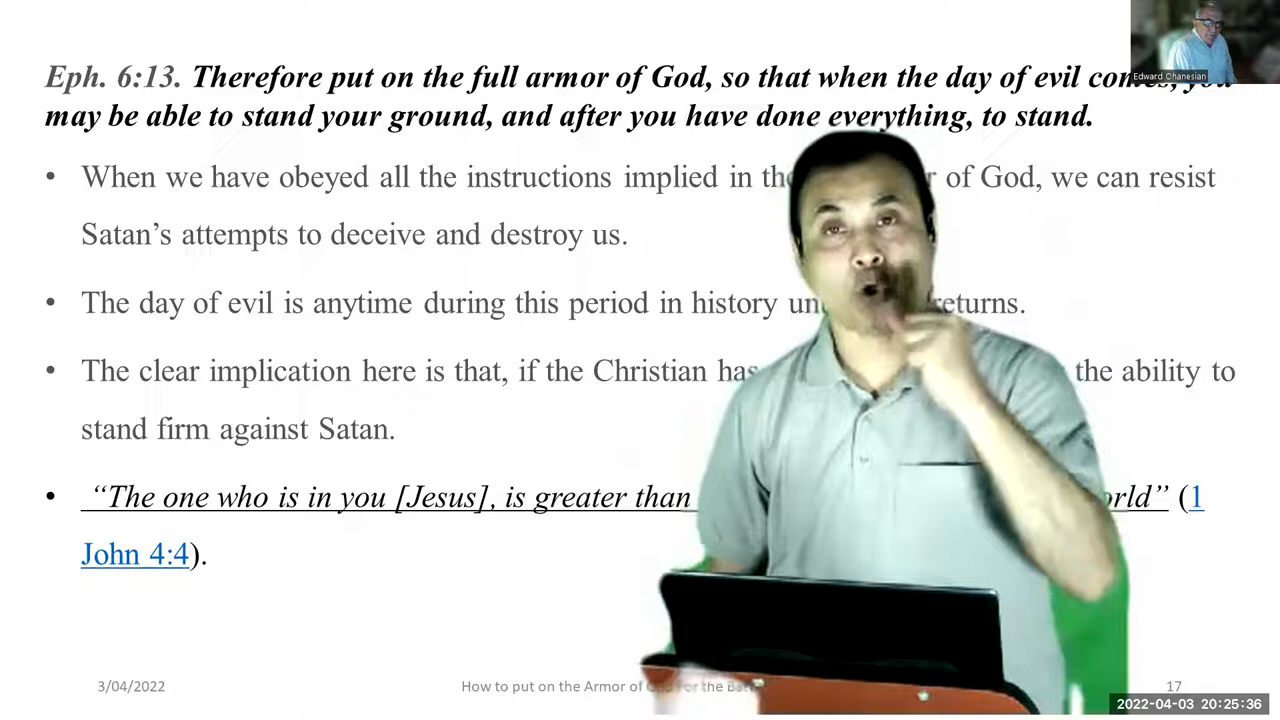 Edward Ohanesian
Eph. 6:13. Therefore put on the full armor of God, so that when the day of evil comes, you
may be able to stand your ground, and after you have done everything, to stand.
• When we have obeyed all the instructions implied in the of God, we can resist
Satan’s attempts to deceive and destroy us.
• The day of evil is anytime during this period in history returns.
• The clear implication here is that, if the Christian has the ability to
stand firm against Satan.
• “The one who is in you [Jesus], is greater than ” (1
John 4:4).
3/04/2022
How to put on the Armor of God For the
17
2022-04-03 20:25:36